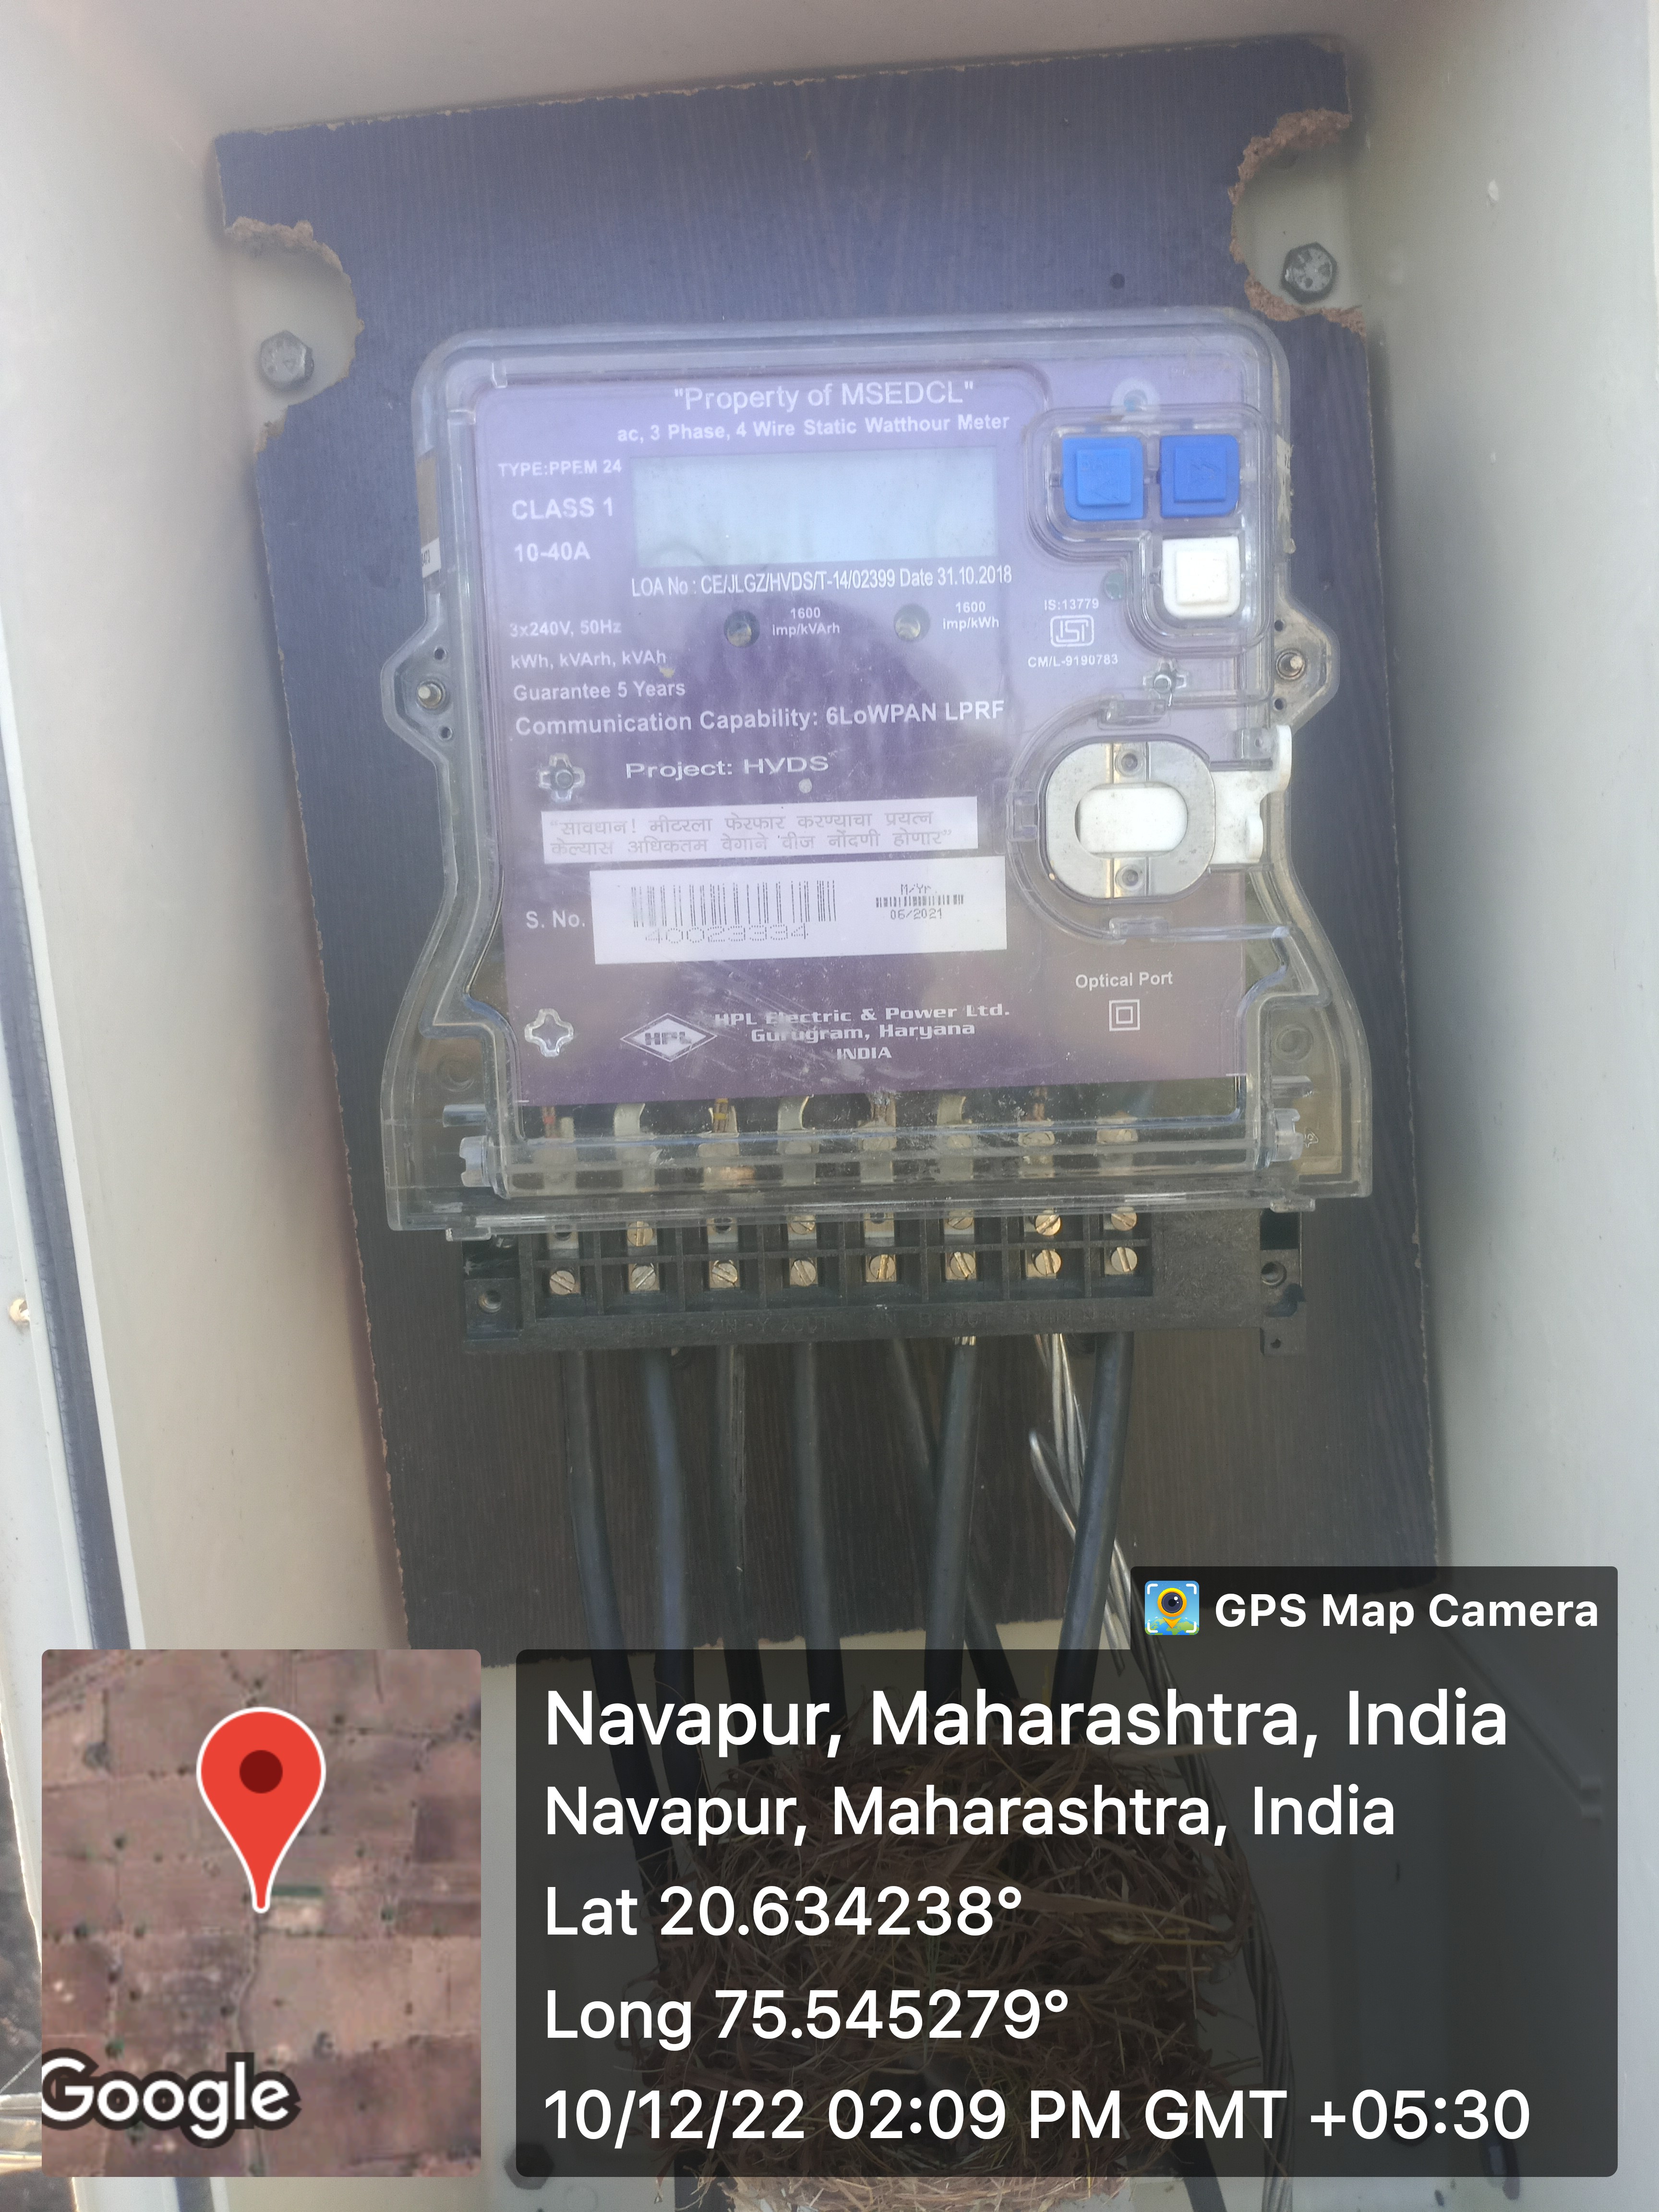 "Property of MSEDCL"
ac, 3 Phase, 4 Wire Static Watthour Meter
TYPE:PPEM 24
CLASS 1
10-40A
LOA No : CE/JLGZ/HVDS/T-14/02399 Date 31.10.2018
1600 imp/kVArh
1600 imp/kWh
3x240V, 50Hz
kWh, kVArh, kVAh
Guarantee 5 Years
Communication Capability: 6LoWPAN LPRF
IS:13779
ISI
CM/L-9190783
Project: HVDS
“सावधान! मीटरला फेरफार करण्याचा प्रयत्न
केल्यास अधिकतम वेगाने वीज नोंदणी होणार”
S. No.
40023334
M/Yr.
06/2021
Optical Port
HPL
HPL Electric & Power Ltd.
Gurugram, Haryana
INDIA
GPS Map Camera
Navapur, Maharashtra, India
Navapur, Maharashtra, India
Lat 20.634238°
Long 75.545279°
10/12/22 02:09 PM GMT +05:30
Google